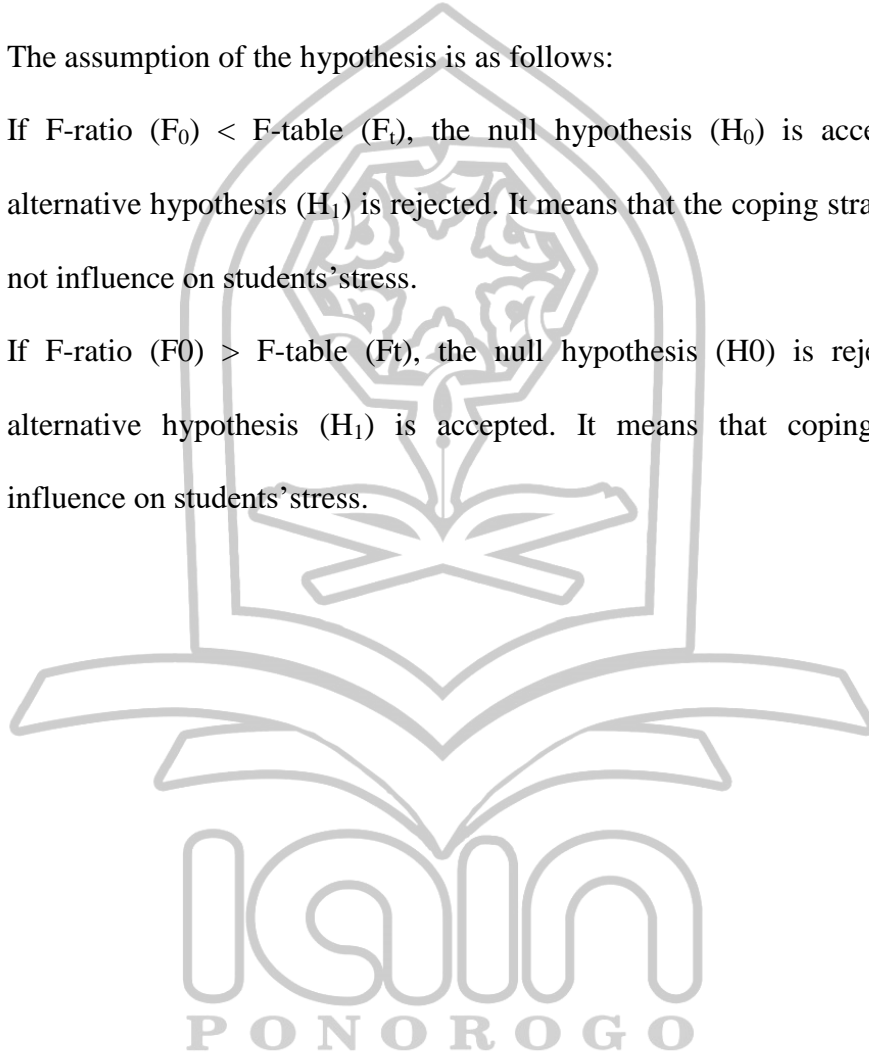 The assumption of the hypothesis is as follows:
If F-ratio (F₀) < F-table (Fₜ), the null hypothesis (H₀) is acce
alternative hypothesis (H₁) is rejected. It means that the coping stra
not influence on students’stress.
If F-ratio (F0) > F-table (Ft), the null hypothesis (H0) is reje
alternative hypothesis (H₁) is accepted. It means that coping
influence on students’stress.
iain
PONOROGO